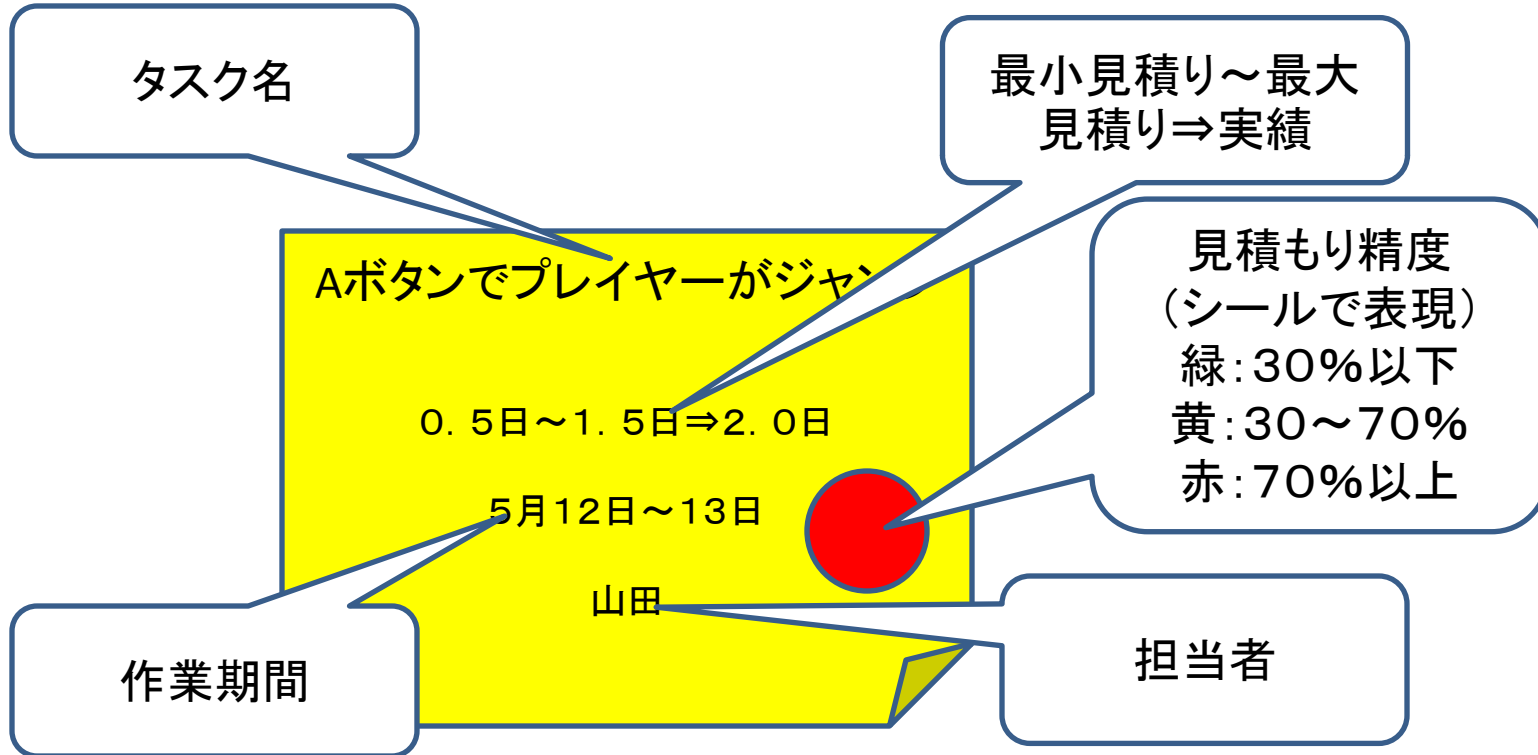 タスク名
最小見積り～最大
見積り⇒実績
見積もり精度
（シールで表現）
緑：３０％以下
黄：３０～７０％
赤：７０％以上
Aボタンでプレイヤーがジャン
０．５日～１．５日⇒２．０日
５月１２日～１３日
山田
作業期間
担当者